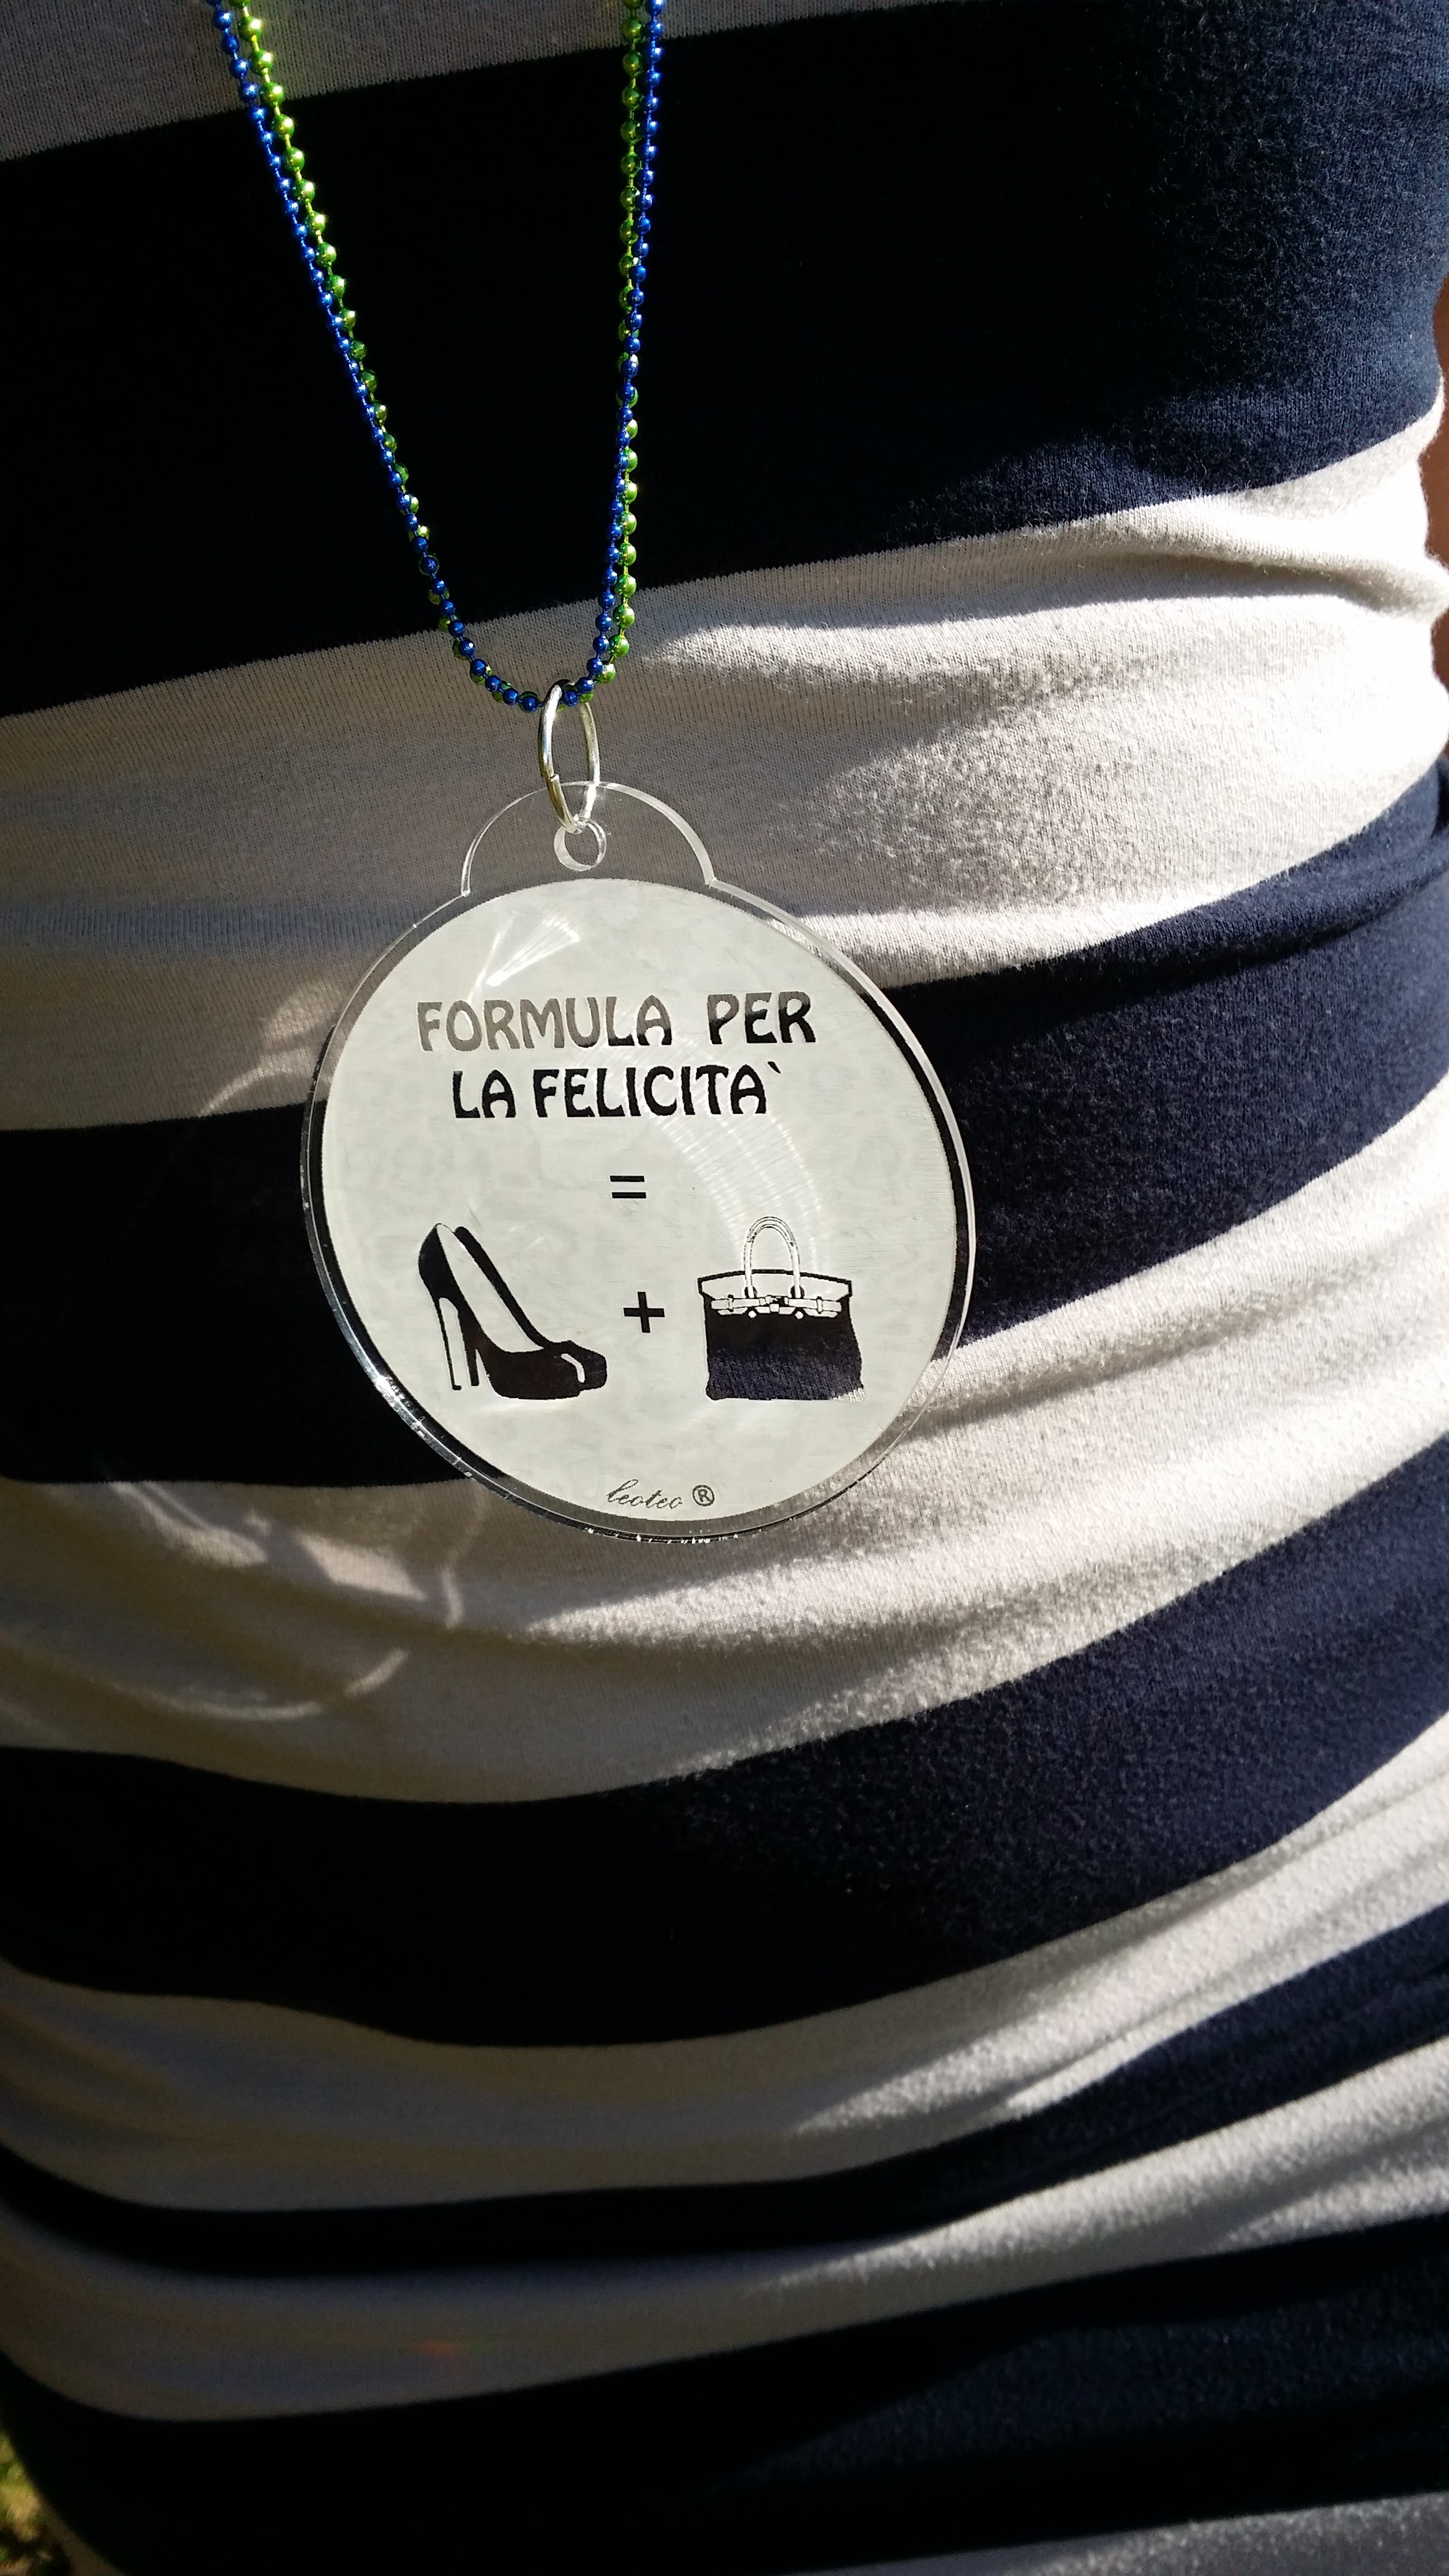 FORMULA PER
LA FELICITA`
=
+
leoteo ®